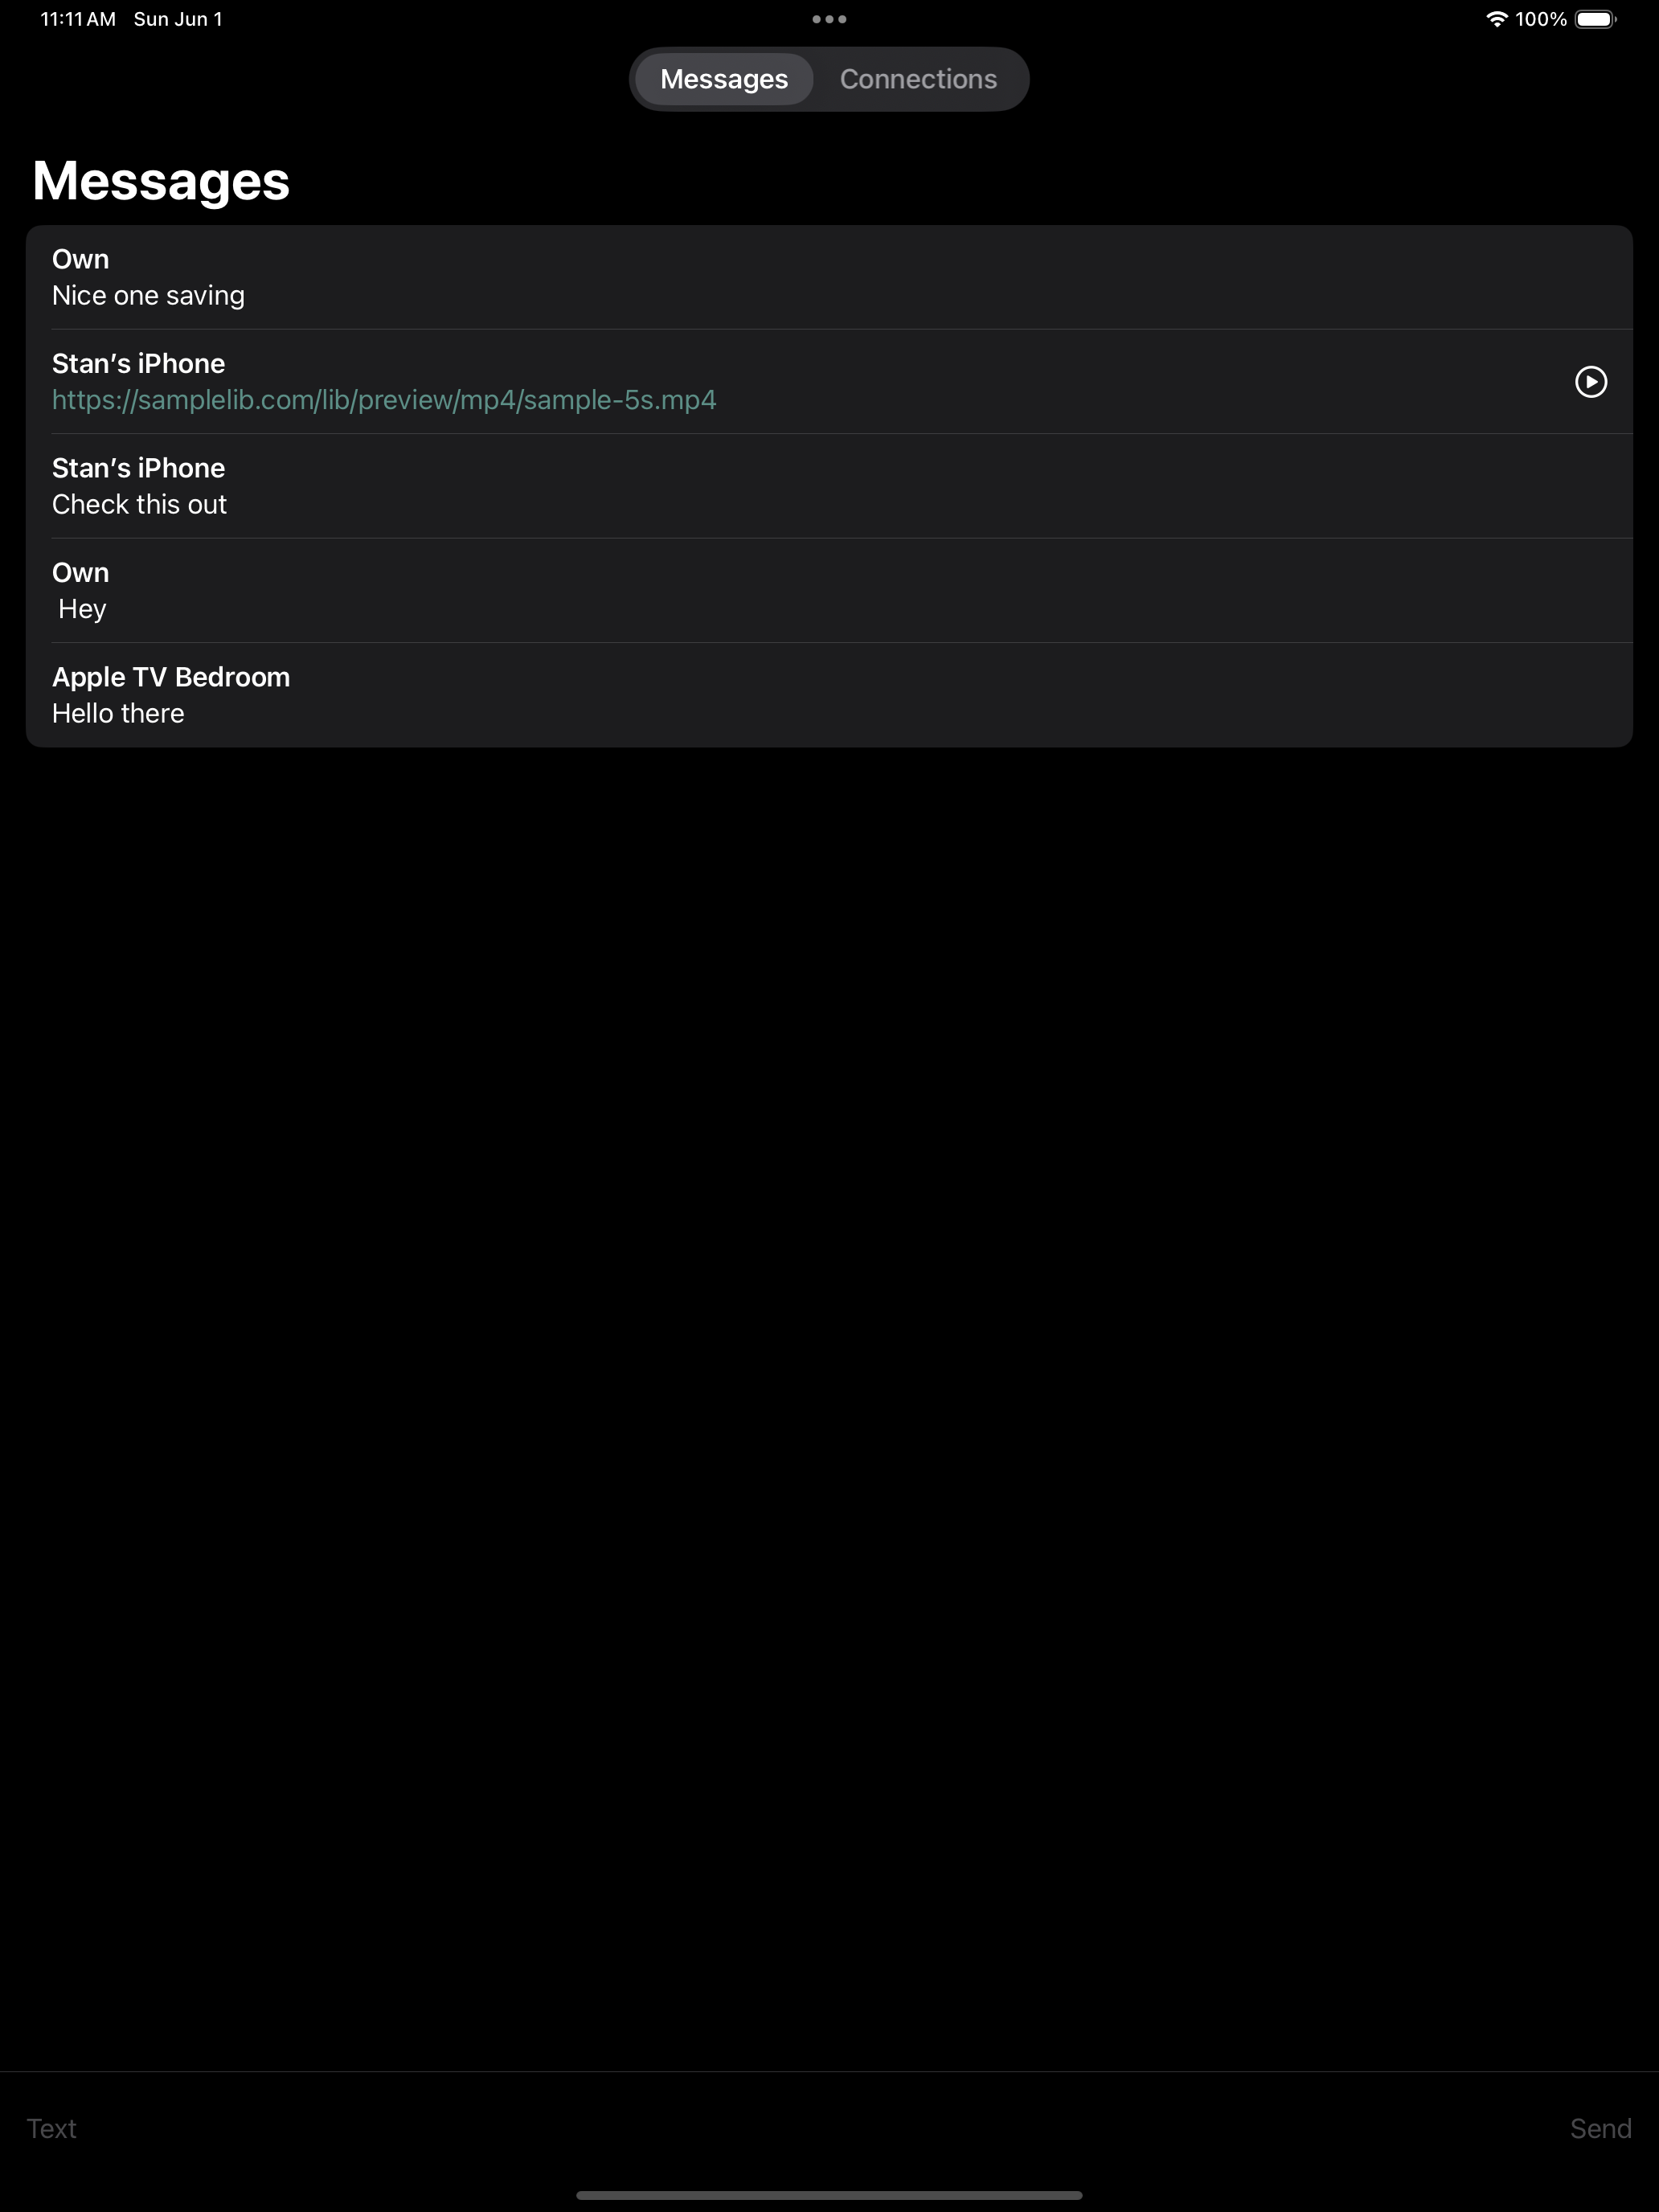 11:11 AM Sun Jun 1
100%
Messages Connections
Messages
Own
Nice one saving
Stan’s iPhone
https://samplelib.com/lib/preview/mp4/sample-5s.mp4
Stan’s iPhone
Check this out
Own
Hey
Apple TV Bedroom
Hello there
Text Send